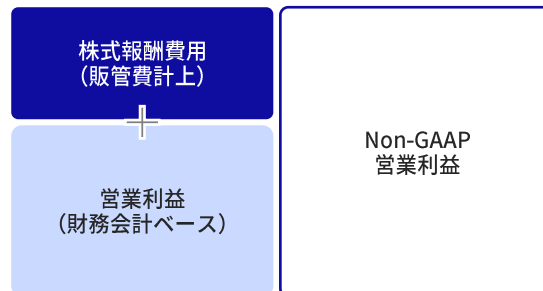 株式報酬費用
（販管費計上）
営業利益
（財務会計ベース）
Non-GAAP
営業利益